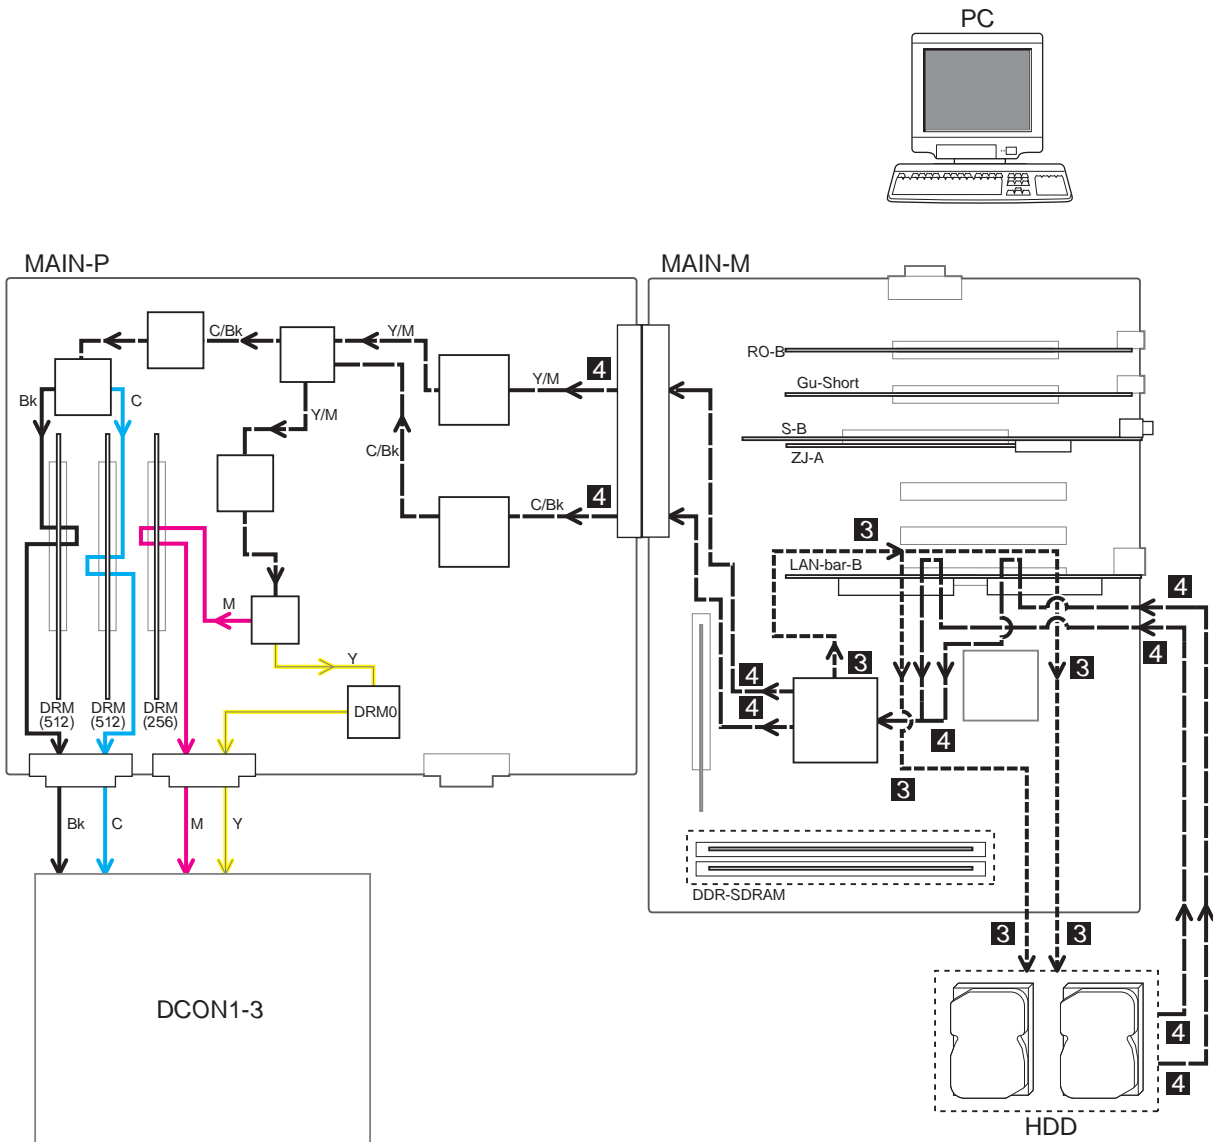 PC
MAIN-P
MAIN-M
C/Bk
Y/M
RO-B
Y/M
4
Gu-Short
Bk
C
Y/M
S-B
C/Bk
ZJ-A
C/Bk
4
3
LAN-bar-B
4
M
4
Y
4
3
3
4
DRM
(512)
DRM
(512)
DRM
(256)
DRM0
4
3
Bk
C
M
Y
DDR-SDRAM
3
3
DCON1-3
4
4
HDD